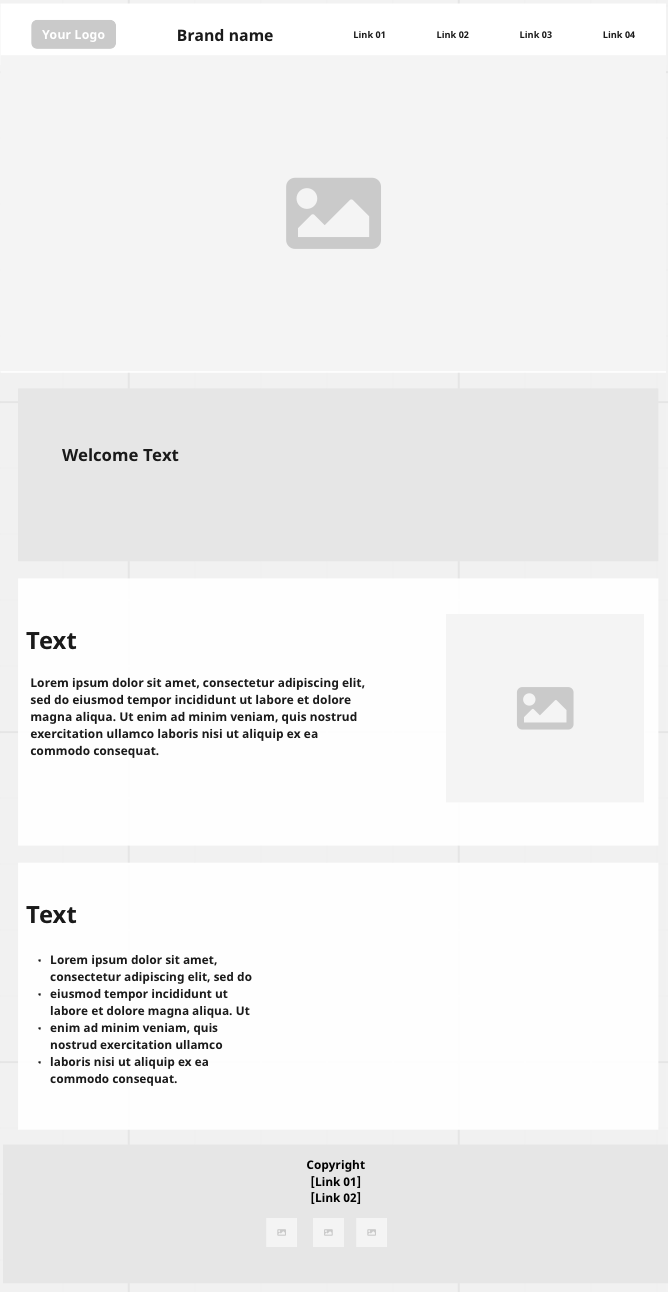 Your Logo
Brand name
Link 01
Link 02
Link 03
Link 04
Welcome Text
Text
Lorem ipsum dolor sit amet, consectetur adipiscing elit,
sed do eiusmod tempor incididunt ut labore et dolore
magna aliqua. Ut enim ad minim veniam, quis nostrud
exercitation ullamco laboris nisi ut aliquip ex ea
commodo consequat.
Text
• Lorem ipsum dolor sit amet,
consectetur adipiscing elit, sed do
• eiusmod tempor incididunt ut
labore et dolore magna aliqua. Ut
• enim ad minim veniam, quis
nostrud exercitation ullamco
• laboris nisi ut aliquip ex ea
commodo consequat.
Copyright
[Link 01]
[Link 02]